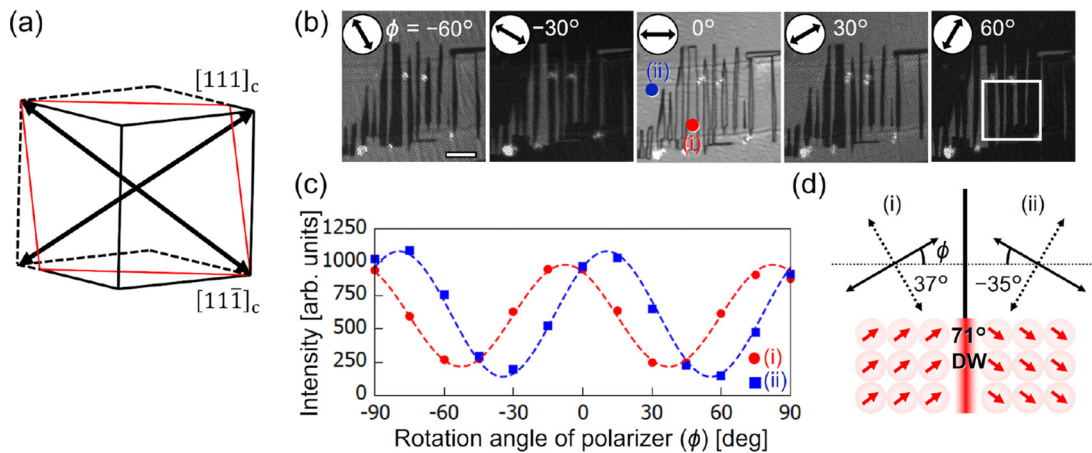 (a)
[111]c
[111̄]c
(b)
ϕ = −60°
−30°
0°
30°
60°
(ii)
(i)
(c)
Intensity [arb. units]
1250
1000
750
500
250
0
-90
-60
-30
0
30
60
90
(i)
(ii)
Rotation angle of polarizer (ϕ) [deg]
(d)
(i)
(ii)
ϕ
37°
−35°
71°
DW